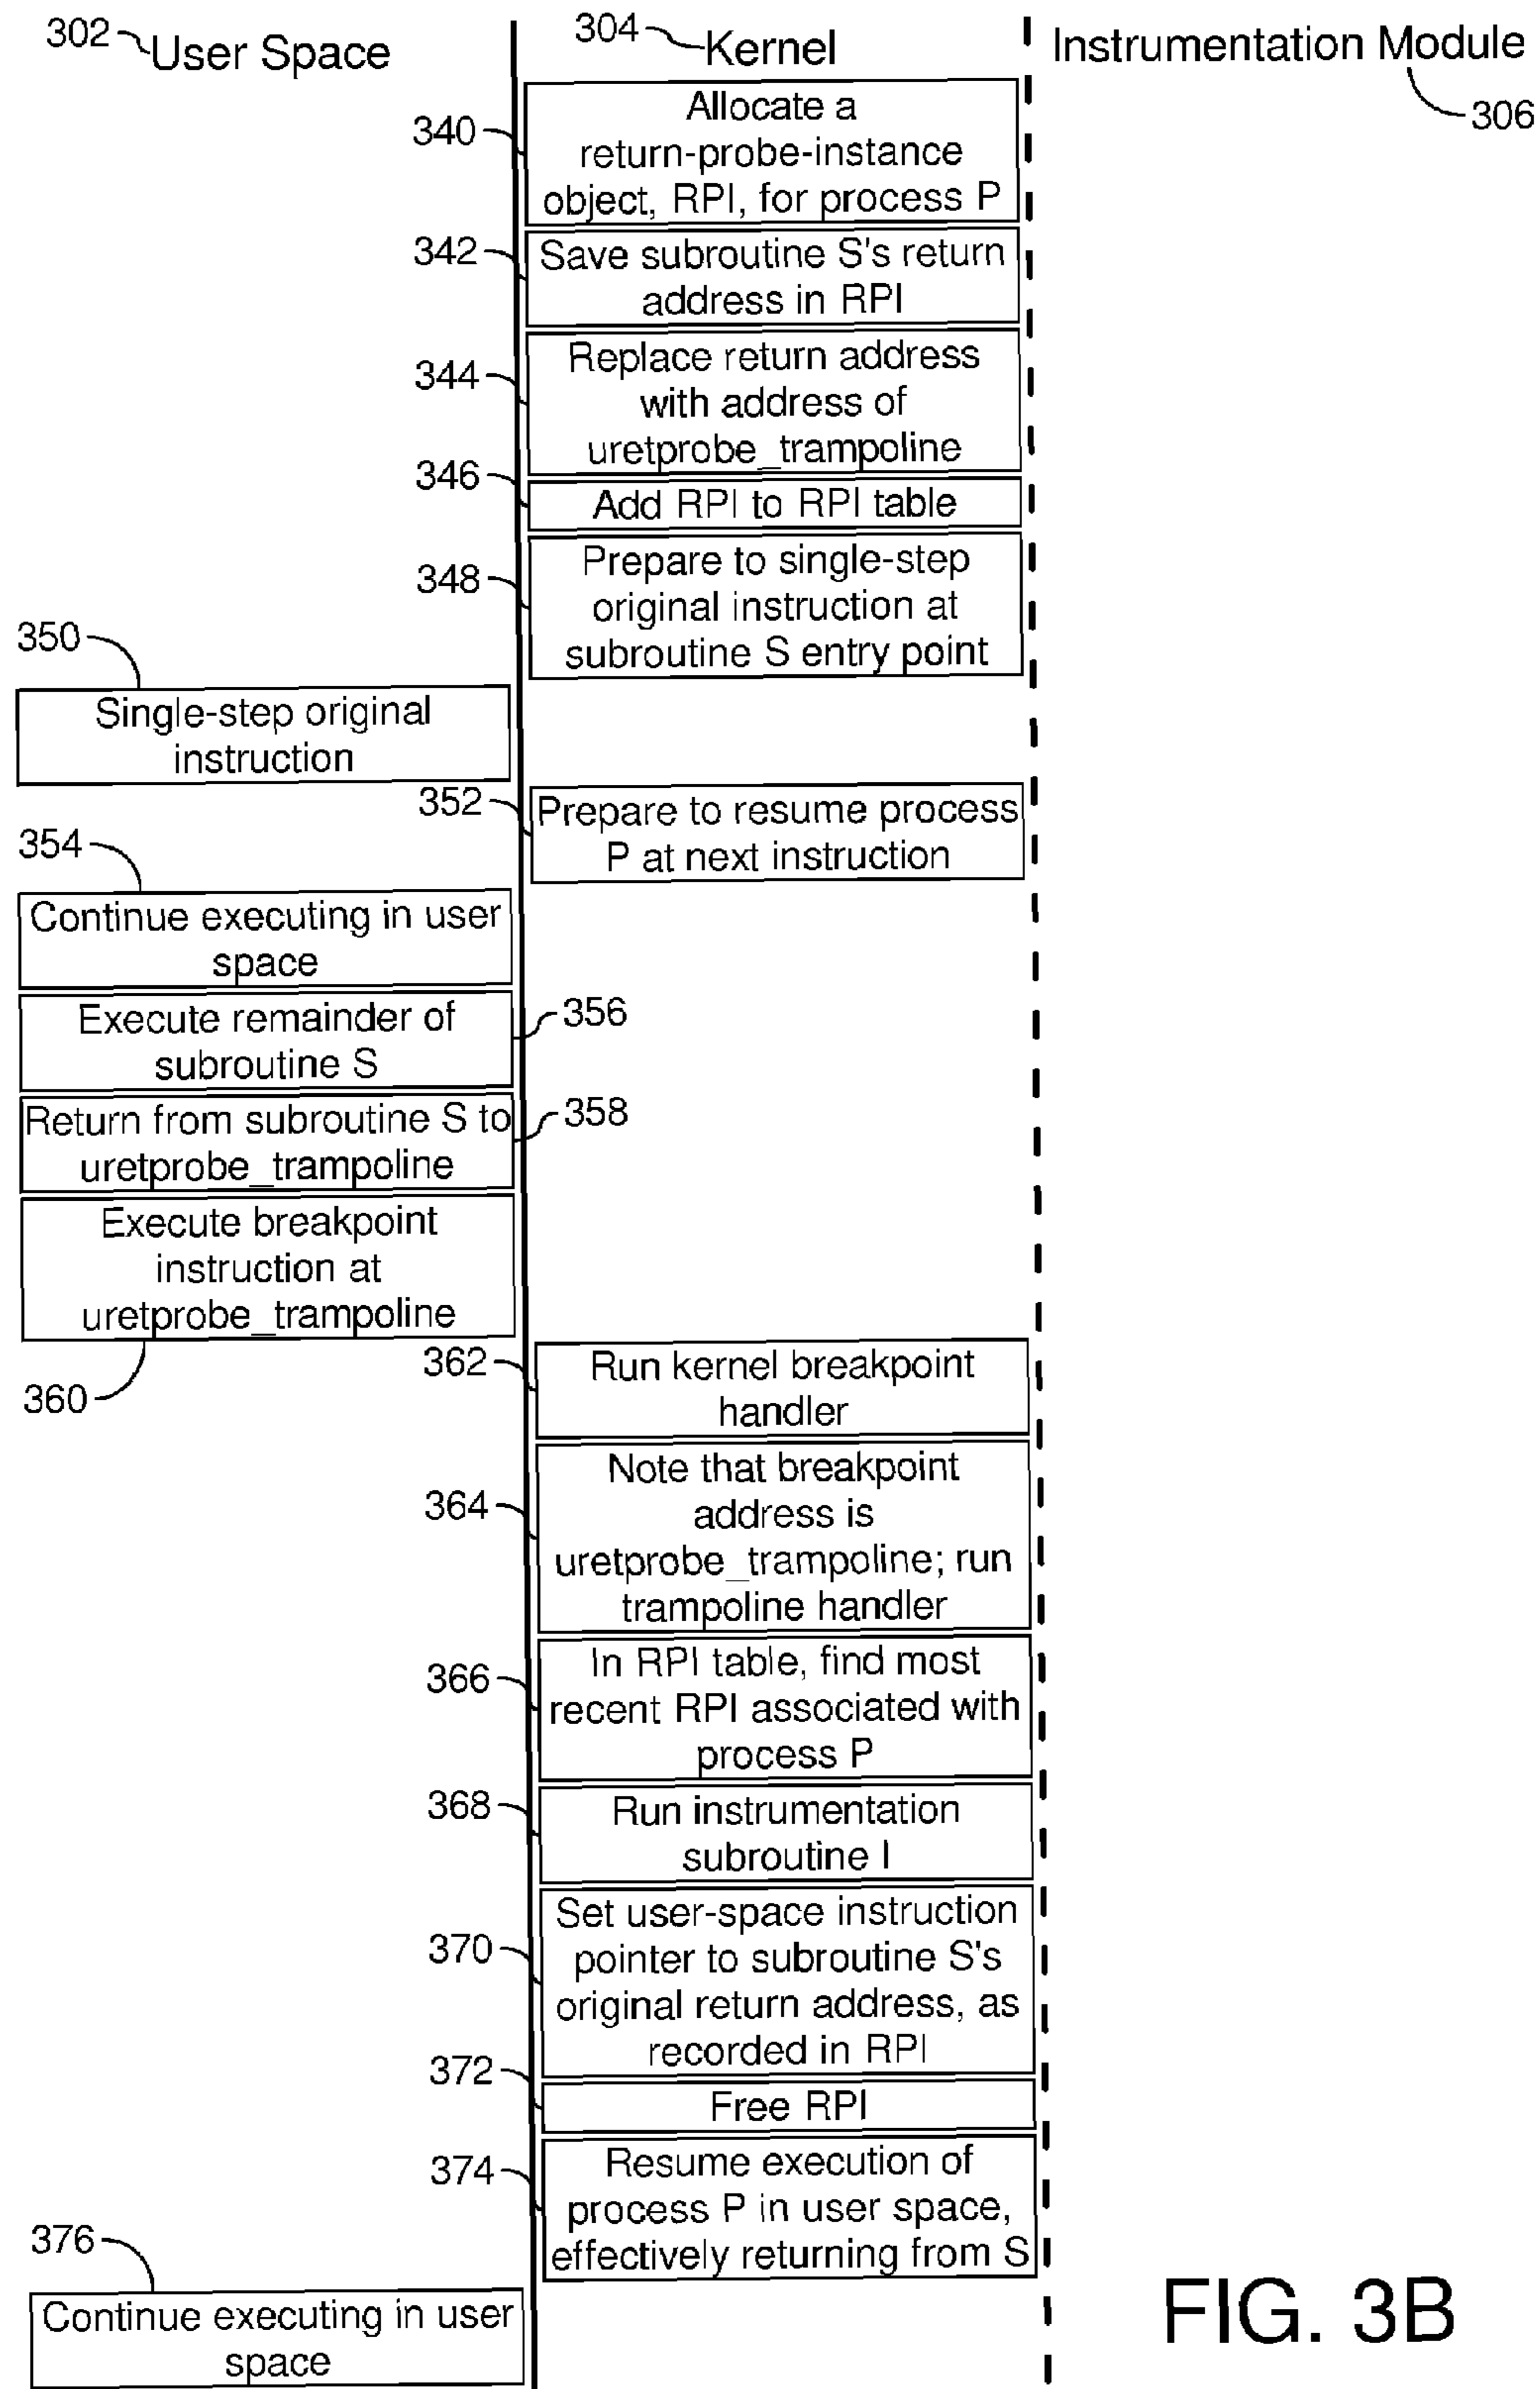 302 User Space
304 Kernel
Instrumentation Module
306
340
Allocate a
return-probe-instance
object, RPI, for process P
342
Save subroutine S's return
address in RPI
344
Replace return address
with address of
uretprobe_trampoline
346
Add RPI to RPI table
348
Prepare to single-step
original instruction at
subroutine S entry point
350
Single-step original
instruction
352
Prepare to resume process
P at next instruction
354
Continue executing in user
space
Execute remainder of
subroutine S
356
Return from subroutine S to
uretprobe_trampoline
358
Execute breakpoint
instruction at
uretprobe_trampoline
360
362
Run kernel breakpoint
handler
364
Note that breakpoint
address is
uretprobe_trampoline; run
trampoline handler
366
In RPI table, find most
recent RPI associated with
process P
368
Run instrumentation
subroutine I
370
Set user-space instruction
pointer to subroutine S's
original return address, as
recorded in RPI
372
Free RPI
374
Resume execution of
process P in user space,
effectively returning from S
376
Continue executing in user
space
FIG. 3B